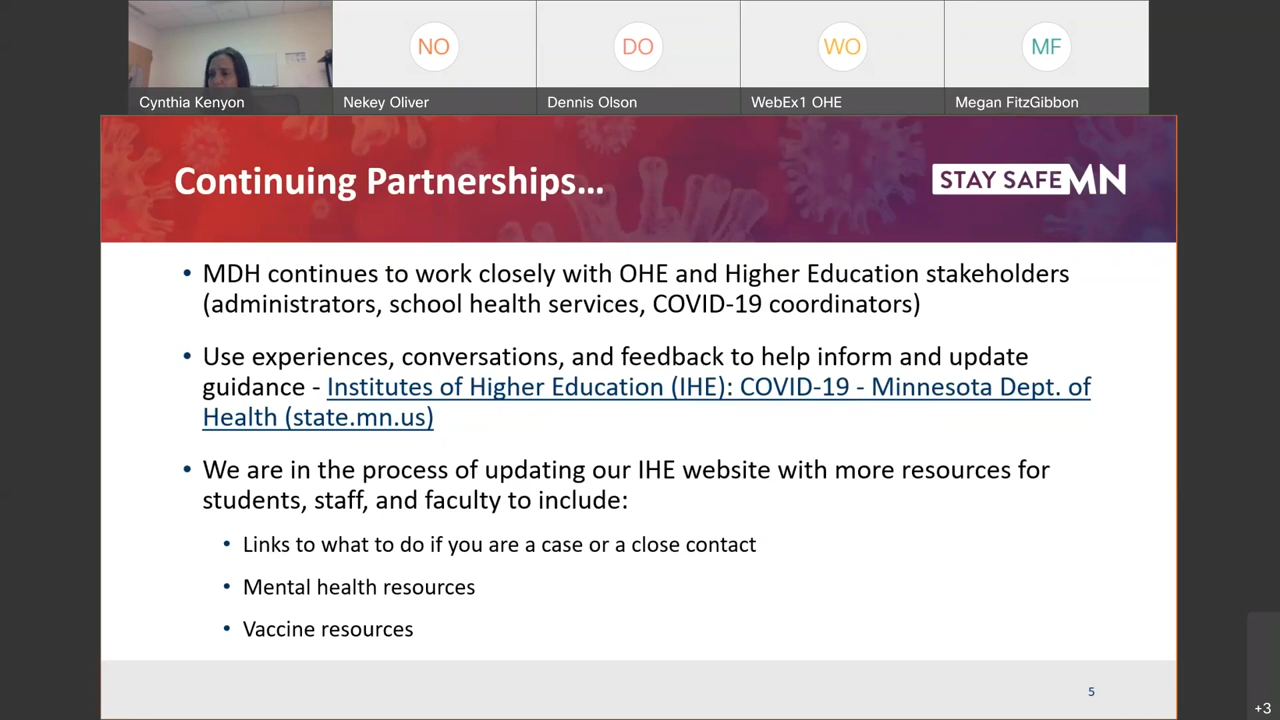 NO
DO
WO
MF
Cynthia Kenyon
Nekey Oliver
Dennis Olson
WebEx1 OHE
Megan FitzGibbon
Continuing Partnerships...
STAY SAFE MN
• MDH continues to work closely with OHE and Higher Education stakeholders
(administrators, school health services, COVID-19 coordinators)
• Use experiences, conversations, and feedback to help inform and update
guidance - Institutes of Higher Education (IHE): COVID-19 - Minnesota Dept. of
Health (state.mn.us)
• We are in the process of updating our IHE website with more resources for
students, staff, and faculty to include:
• Links to what to do if you are a case or a close contact
• Mental health resources
• Vaccine resources
5
+3